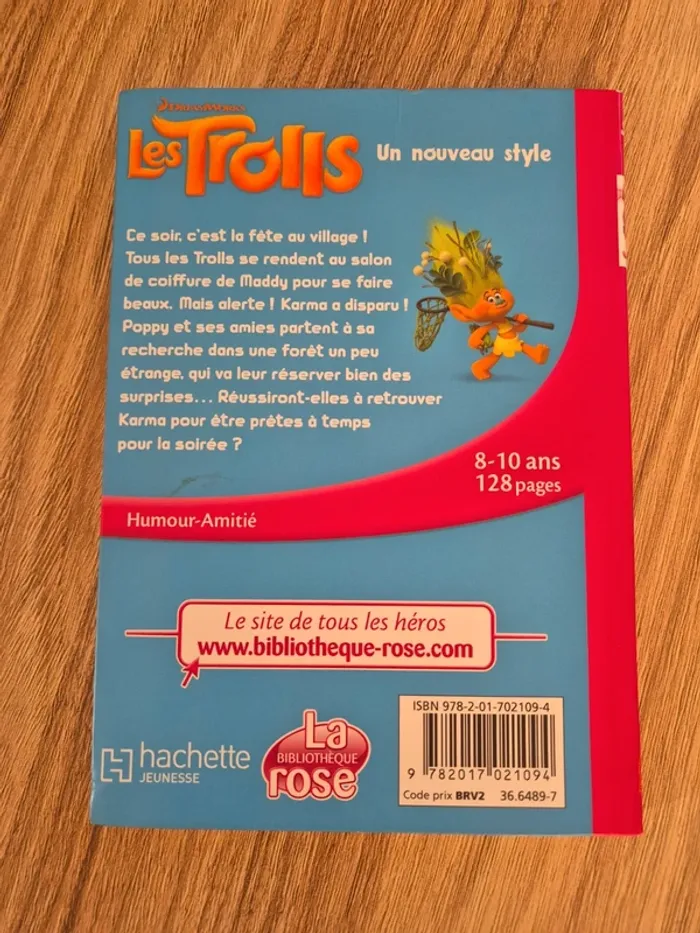 DREAMWORKS
Les Trolls
Un nouveau style
Ce soir, c'est la fête au village !
Tous les Trolls se rendent au salon
de coiffure de Maddy pour se faire
beaux. Mais alerte ! Karma a disparu !
Poppy et ses amies partent à sa
recherche dans une forêt un peu
étrange, qui va leur réserver bien des
surprises... Réussiront-elles à retrouver
Karma pour être prêtes à temps
pour la soirée ?
8-10 ans
128 pages
Humour-Amitié
Le site de tous les héros
www.bibliotheque-rose.com
hachette
JEUNESSE
La
BIBLIOTHÈQUE
rose
ISBN 978-2-01-702109-4
9 782017 021094
Code prix BRV2 36.6489-7